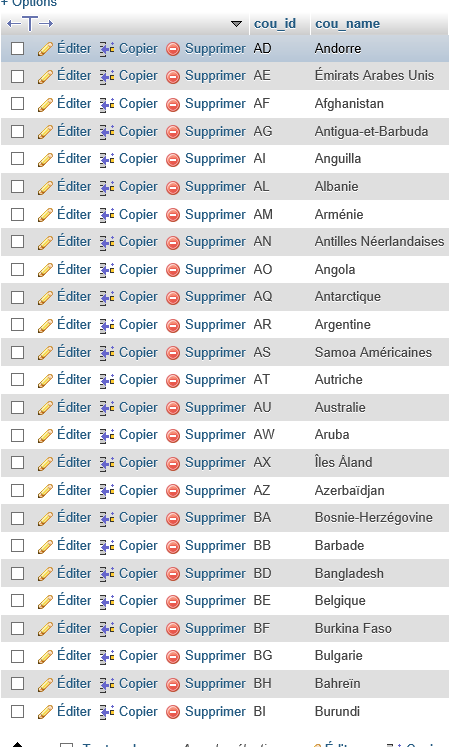 + Options
←T→ cou_id cou_name
Éditer Copier Supprimer AD Andorre
Éditer Copier Supprimer AE Émirats Arabes Unis
Éditer Copier Supprimer AF Afghanistan
Éditer Copier Supprimer AG Antigua-et-Barbuda
Éditer Copier Supprimer AI Anguilla
Éditer Copier Supprimer AL Albanie
Éditer Copier Supprimer AM Arménie
Éditer Copier Supprimer AN Antilles Néerlandaises
Éditer Copier Supprimer AO Angola
Éditer Copier Supprimer AQ Antarctique
Éditer Copier Supprimer AR Argentine
Éditer Copier Supprimer AS Samoa Américaines
Éditer Copier Supprimer AT Autriche
Éditer Copier Supprimer AU Australie
Éditer Copier Supprimer AW Aruba
Éditer Copier Supprimer AX Îles Åland
Éditer Copier Supprimer AZ Azerbaïdjan
Éditer Copier Supprimer BA Bosnie-Herzégovine
Éditer Copier Supprimer BB Barbade
Éditer Copier Supprimer BD Bangladesh
Éditer Copier Supprimer BE Belgique
Éditer Copier Supprimer BF Burkina Faso
Éditer Copier Supprimer BG Bulgarie
Éditer Copier Supprimer BH Bahreïn
Éditer Copier Supprimer BI Burundi